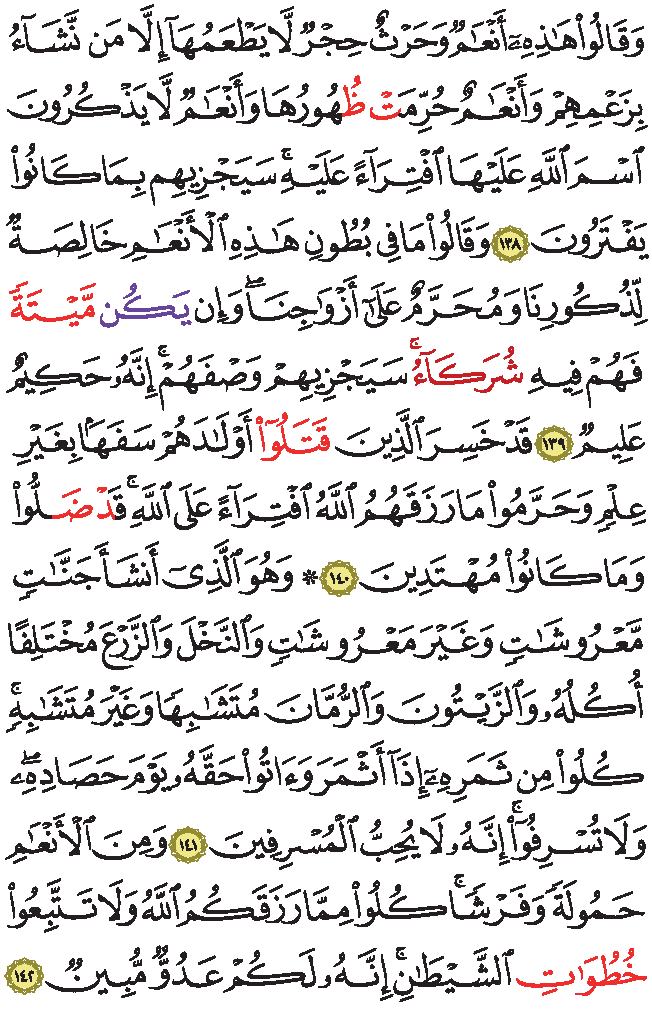 وَقَالُوا۟ هَـٰذِهِۦٓ أَنْعَـٰمٌ وَحَرْثٌ حِجْرٌ لَّا يَطْعَمُهَآ إِلَّا مَن نَّشَآءُ
بِزَعْمِهِمْ وَأَنْعَـٰمٌ حُرِّمَتْ ظُهُورُهَا وَأَنْعَـٰمٌ لَّا يَذْكُرُونَ
ٱسْمَ ٱللَّهِ عَلَيْهَا ٱفْتِرَآءً عَلَيْهِ ۚ سَيَجْزِيهِم بِمَا كَانُوا۟
يَفْتَرُونَ ١٣٨ وَقَالُوا۟ مَا فِى بُطُونِ هَـٰذِهِ ٱلْأَنْعَـٰمِ خَالِصَةٌ
لِّذُكُورِنَا وَمُحَرَّمٌ عَلَىٰٓ أَزْوَٰجِنَا ۖ وَإِن يَكُن مَّيْتَةً
فَهُمْ فِيهِ شُرَكَآءُ ۚ سَيَجْزِيهِمْ وَصْفَهُمْ ۚ إِنَّهُۥ حَكِيمٌ
عَلِيمٌ ١٣٩ قَدْ خَسِرَ ٱلَّذِينَ قَتَلُوٓا۟ أَوْلَـٰدَهُمْ سَفَهًۢا بِغَيْرِ
عِلْمٍ وَحَرَّمُوا۟ مَا رَزَقَهُمُ ٱللَّهُ ٱفْتِرَآءً عَلَى ٱللَّهِ ۚ قَدْ ضَلُّوا۟
وَمَا كَانُوا۟ مُهْتَدِينَ ١٤٠ * وَهُوَ ٱلَّذِىٓ أَنشَأَ جَنَّـٰتٍ
مَّعْرُوشَـٰتٍ وَغَيْرَ مَعْرُوشَـٰتٍ وَٱلنَّخْلَ وَٱلزَّرْعَ مُخْتَلِفًا
أُكُلُهُۥ وَٱلزَّيْتُونَ وَٱلرُّمَّانَ مُتَشَـٰبِهًا وَغَيْرَ مُتَشَـٰبِهٍ ۚ
كُلُوا۟ مِن ثَمَرِهِۦٓ إِذَآ أَثْمَرَ وَءَاتُوا۟ حَقَّهُۥ يَوْمَ حَصَادِهِۦ ۖ
وَلَا تُسْرِفُوٓا۟ ۚ إِنَّهُۥ لَا يُحِبُّ ٱلْمُسْرِفِينَ ١٤١ وَمِنَ ٱلْأَنْعَـٰمِ
حَمُولَةً وَفَرْشًا ۚ كُلُوا۟ مِمَّا رَزَقَكُمُ ٱللَّهُ وَلَا تَتَّبِعُوا۟
خُطُوَٰتِ ٱلشَّيْطَـٰنِ ۚ إِنَّهُۥ لَكُمْ عَدُوٌّ مُّبِينٌ ١٤٢